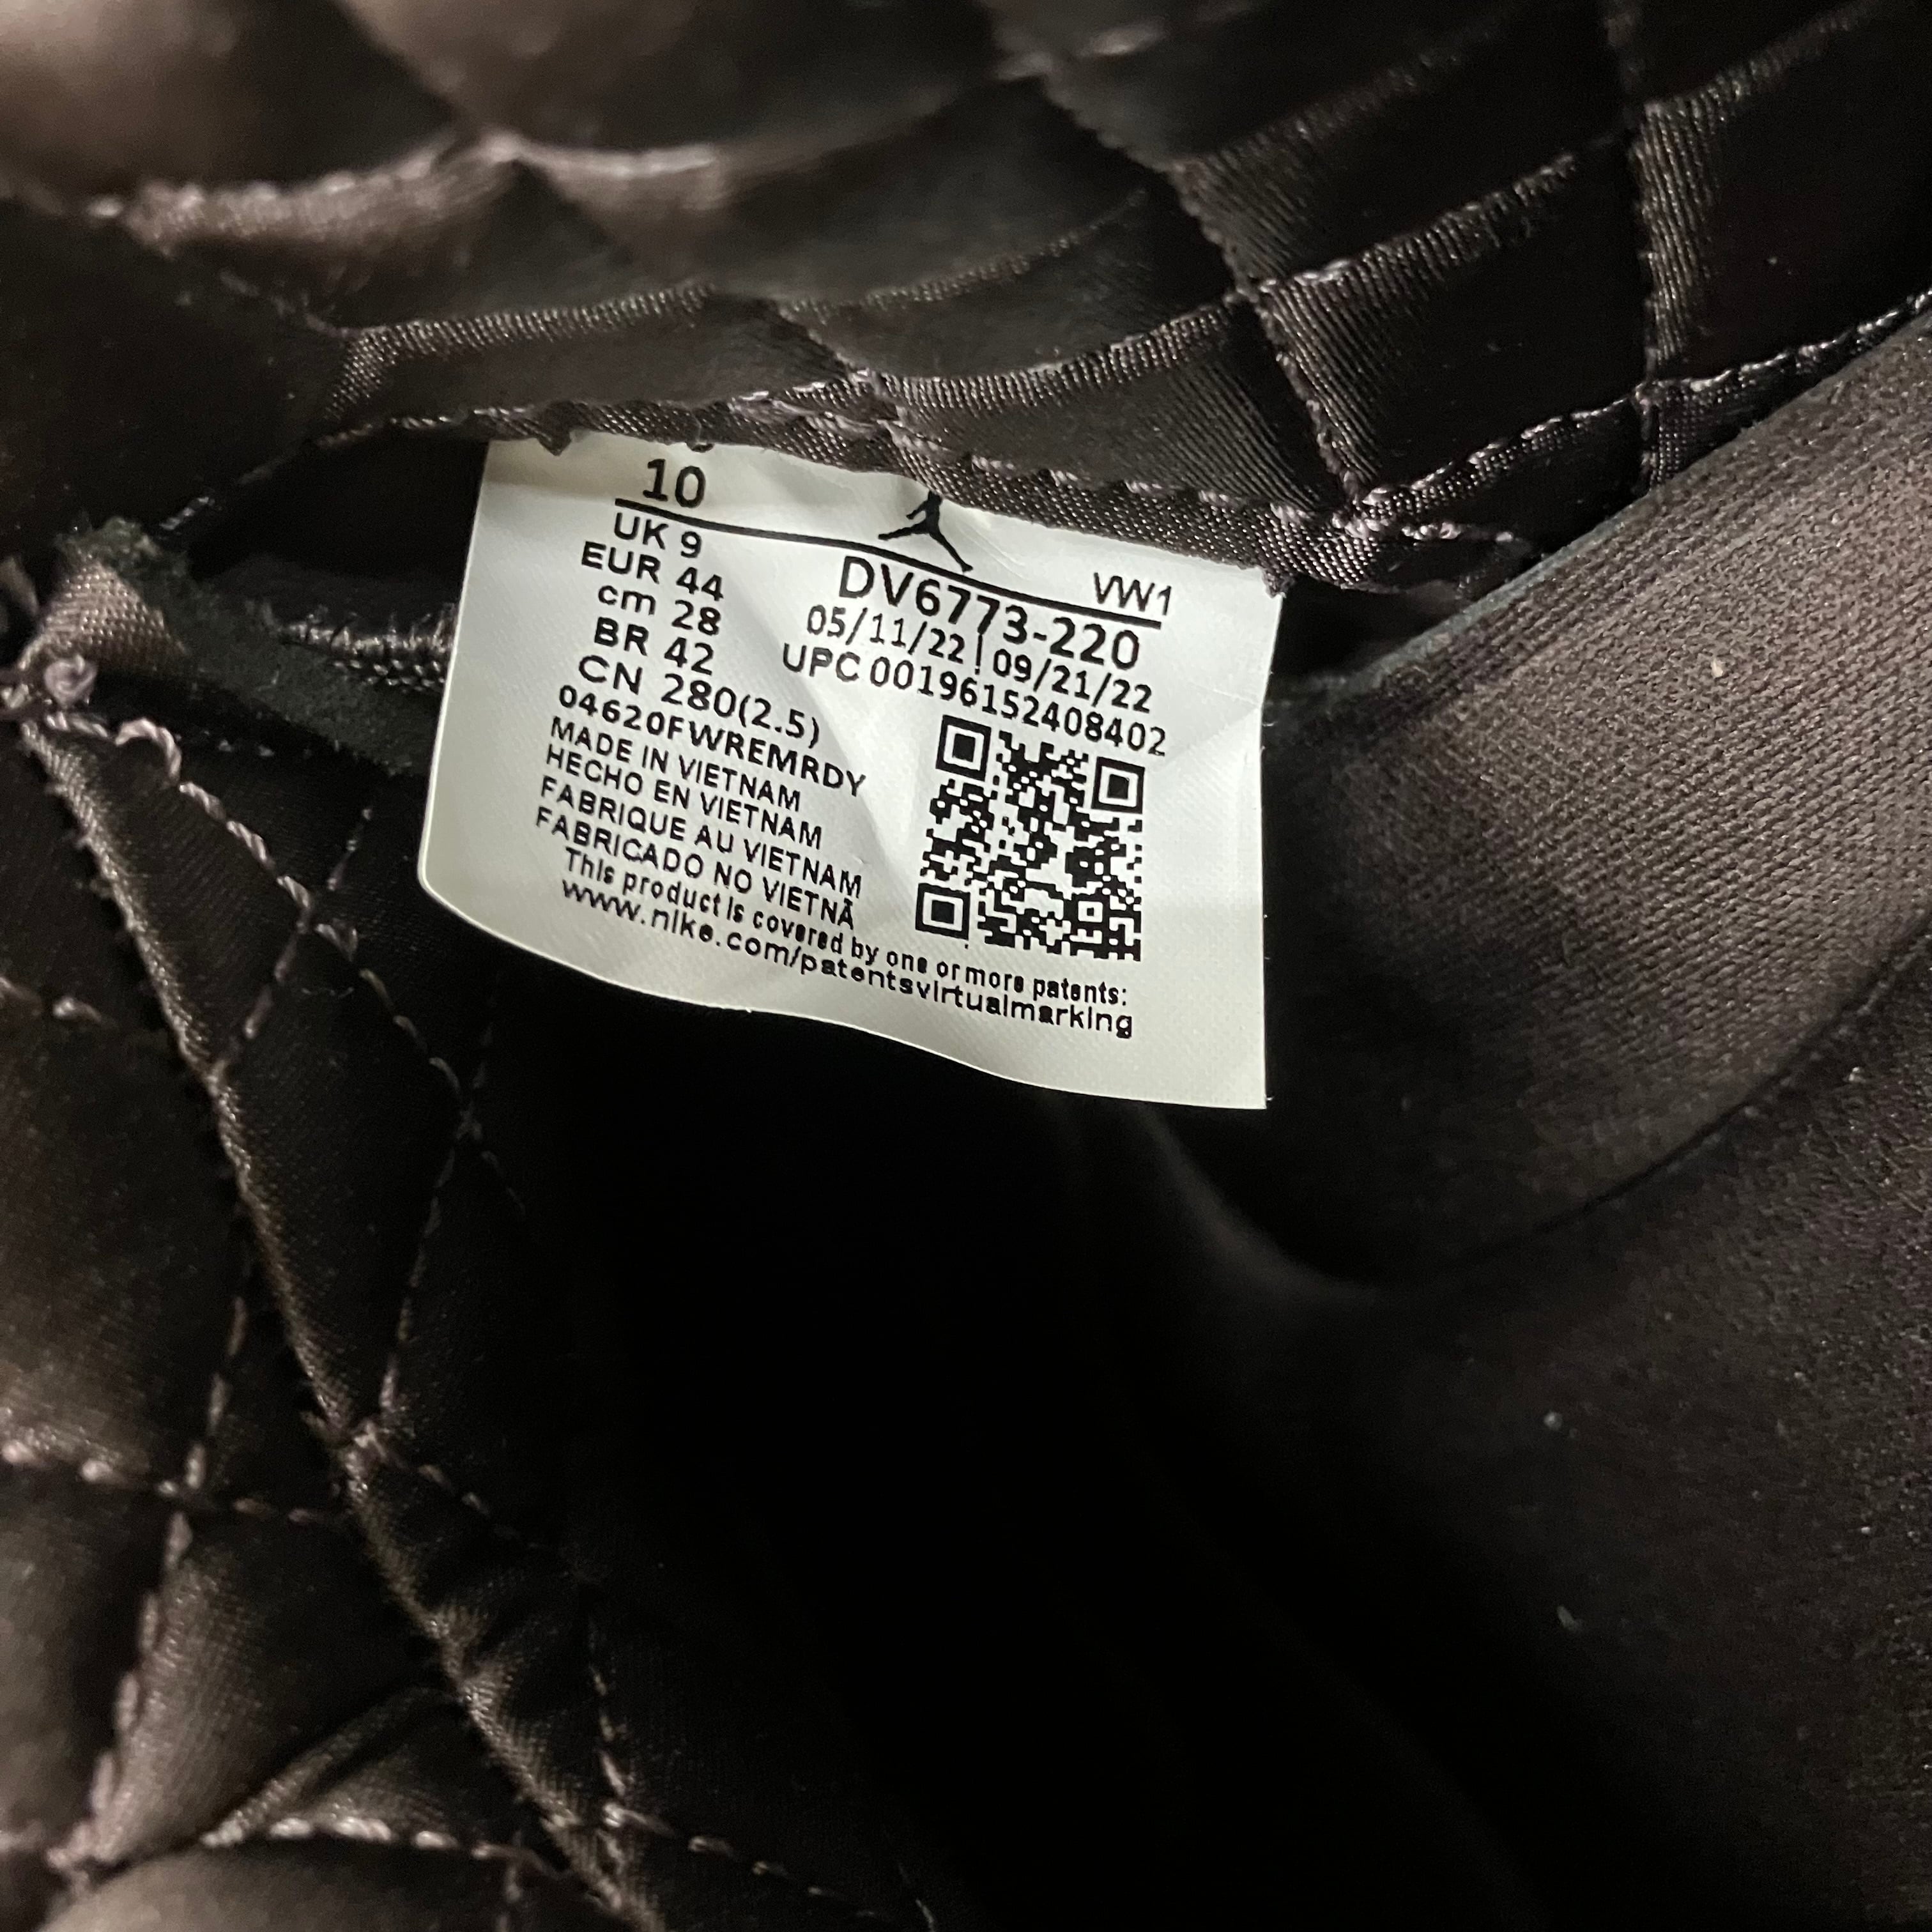 10
VW1
UK 9
EUR 44
cm 28
BR 42
CN 280(2.5)
DV6773-220
05/11/22 | 09/21/22
UPC 00196152408402
04620FWREMRDY
MADE IN VIETNAM
HECHO EN VIETNAM
FABRIQUE AU VIETNAM
FABRICADO NO VIETNÃ
This product is covered by one or more patents:
www.nike.com/patentsvirtualmarking